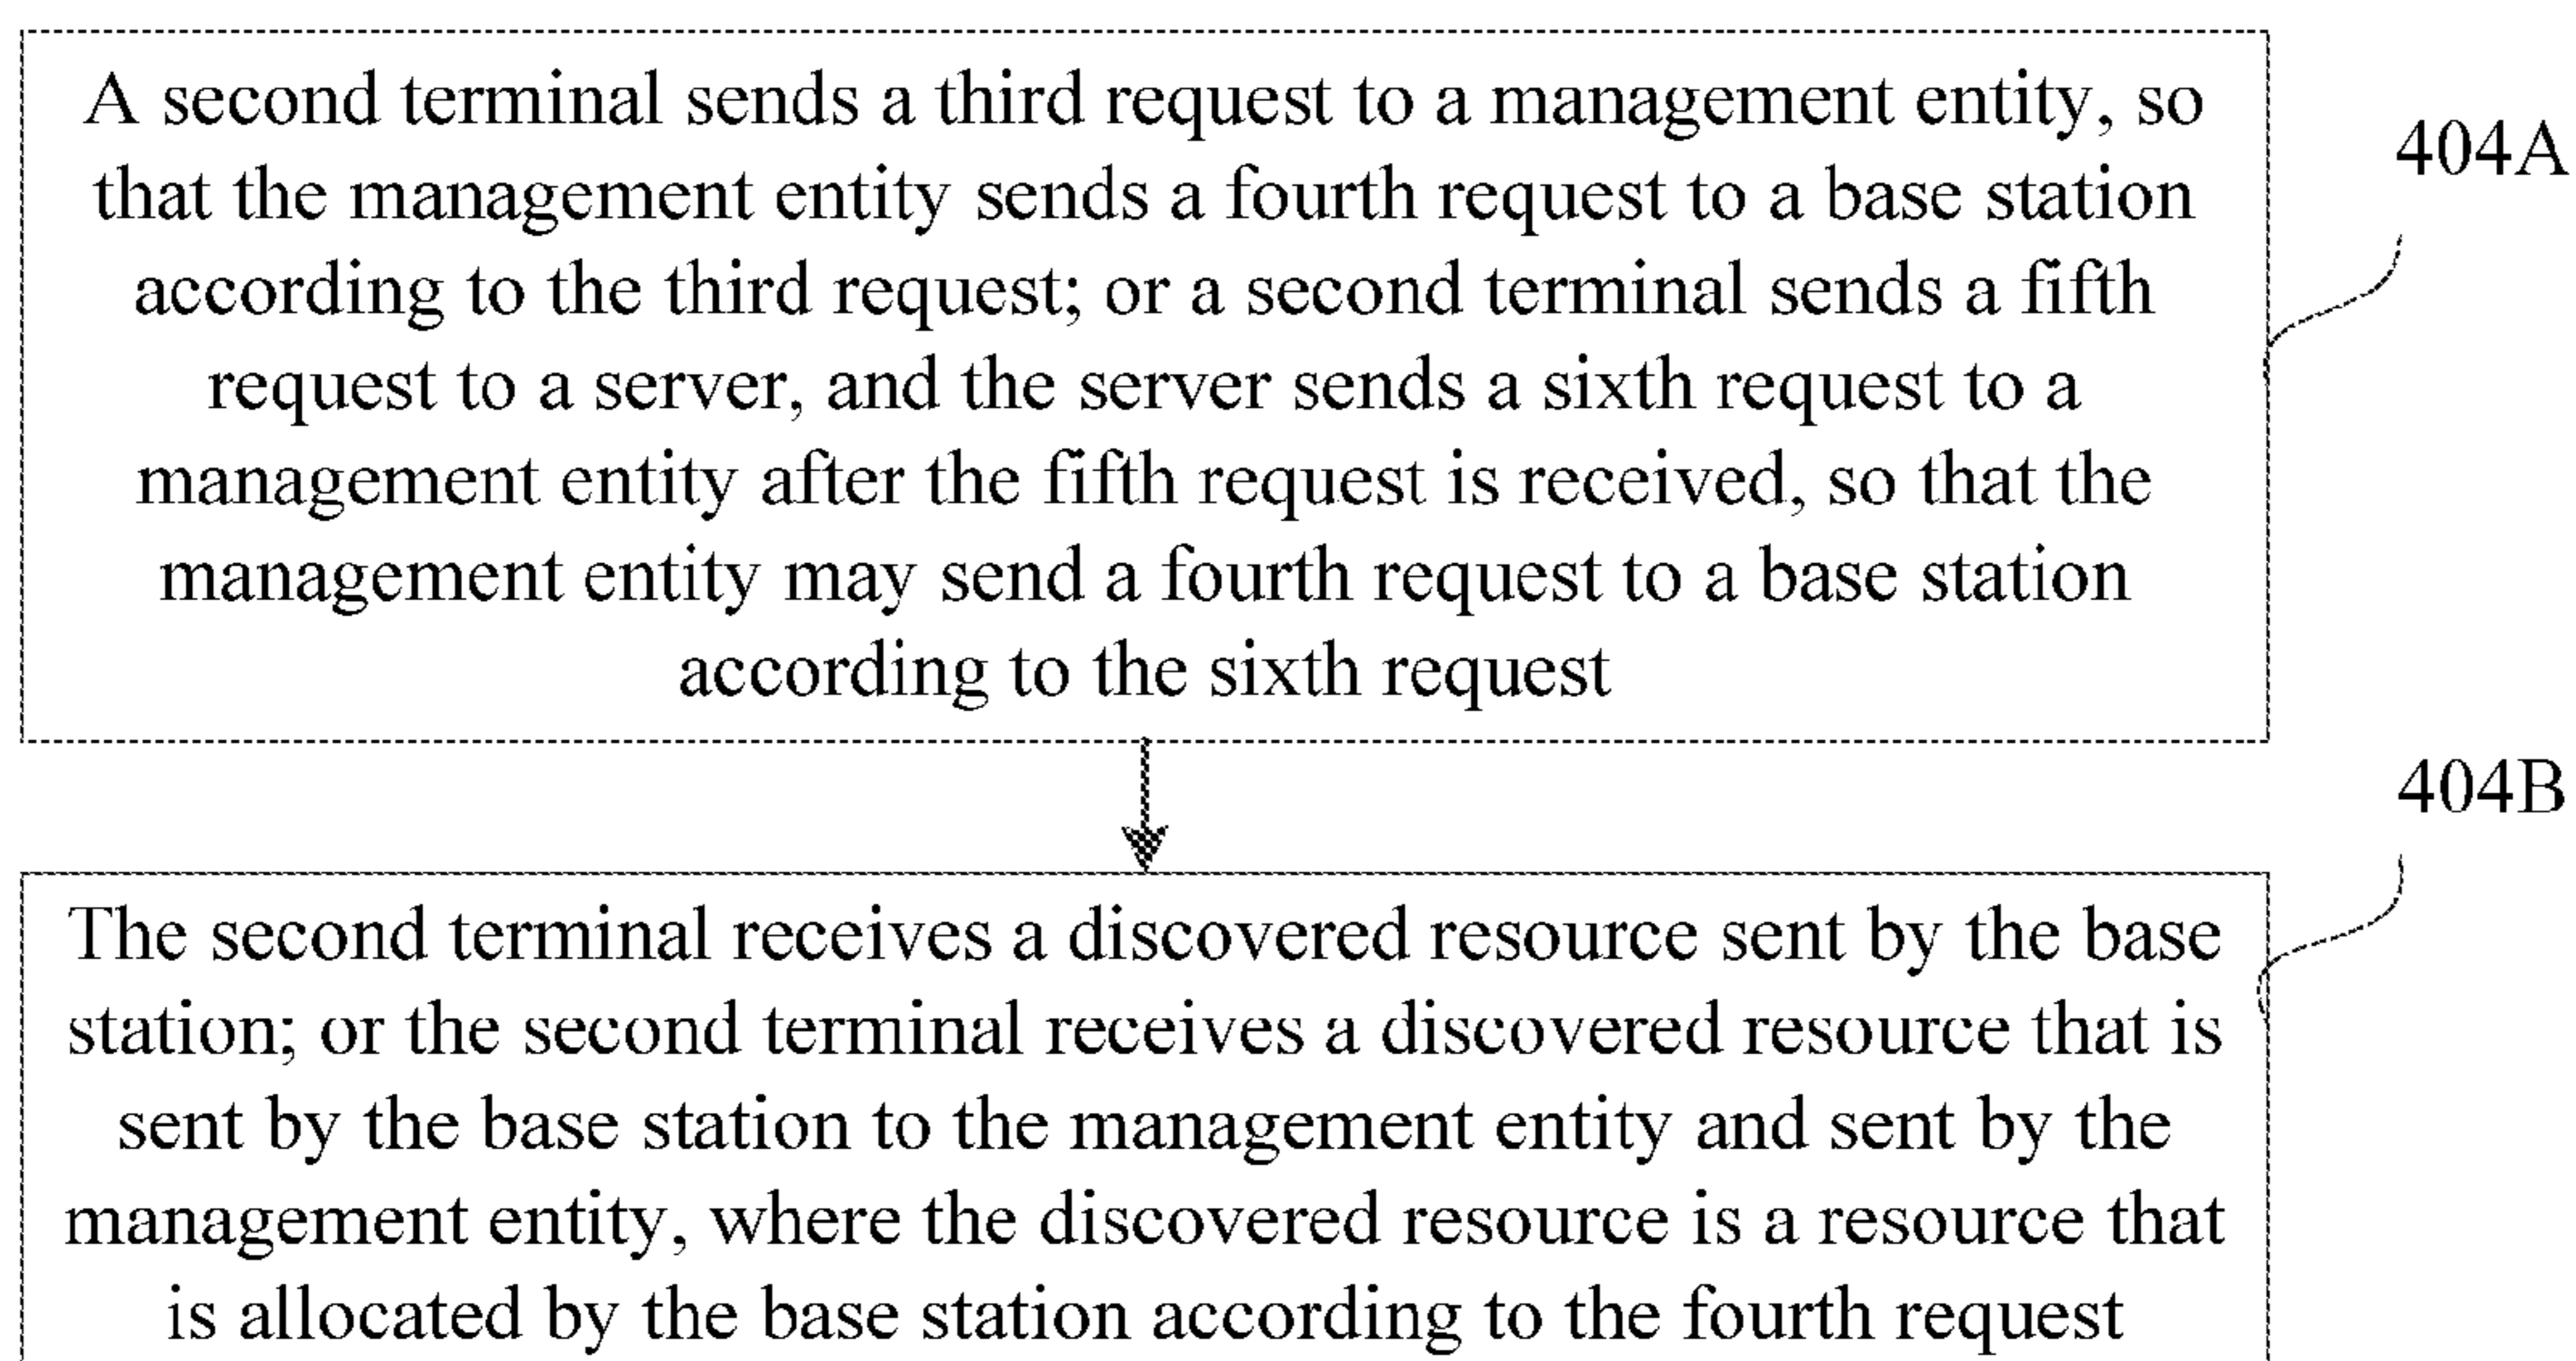 A second terminal sends a third request to a management entity, so
that the management entity sends a fourth request to a base station
according to the third request; or a second terminal sends a fifth
request to a server, and the server sends a sixth request to a
management entity after the fifth request is received, so that the
management entity may send a fourth request to a base station
according to the sixth request
404A
404B
The second terminal receives a discovered resource sent by the base
station; or the second terminal receives a discovered resource that is
sent by the base station to the management entity and sent by the
management entity, where the discovered resource is a resource that
is allocated by the base station according to the fourth request